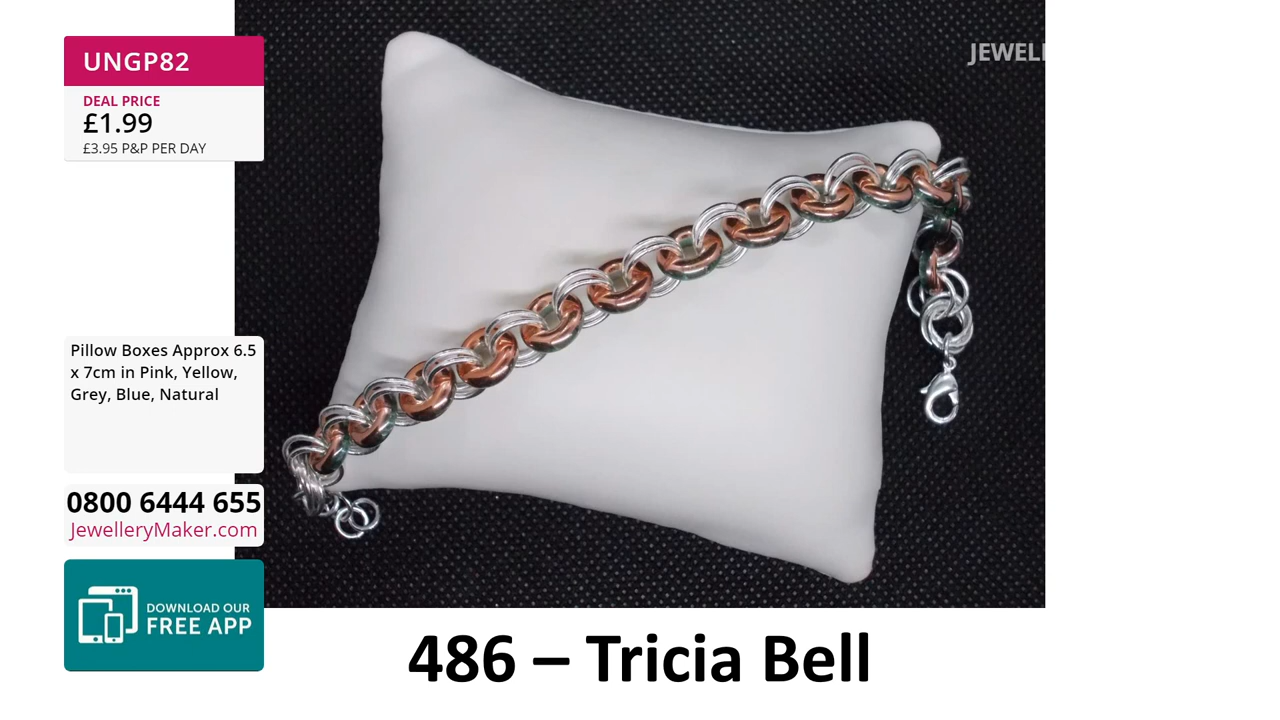 UNGP82
DEAL PRICE
£1.99
£3.95 P&P PER DAY
JEWELL
Pillow Boxes Approx 6.5
x 7cm in Pink, Yellow,
Grey, Blue, Natural
0800 6444 655
JewelleryMaker.com
DOWNLOAD OUR
FREE APP
486 – Tricia Bell